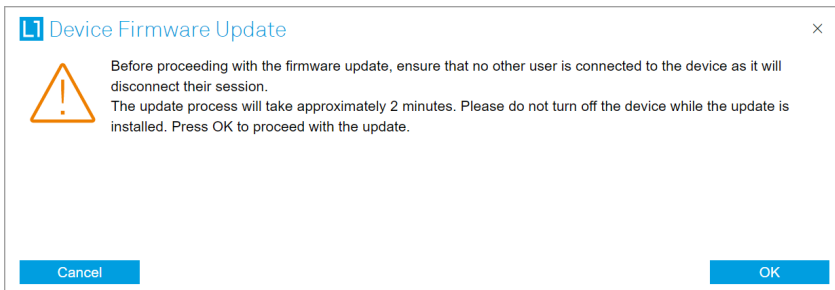 L1 Device Firmware Update
Before proceeding with the firmware update, ensure that no other user is connected to the device as it will
disconnect their session.
The update process will take approximately 2 minutes. Please do not turn off the device while the update is
installed. Press OK to proceed with the update.
Cancel
OK